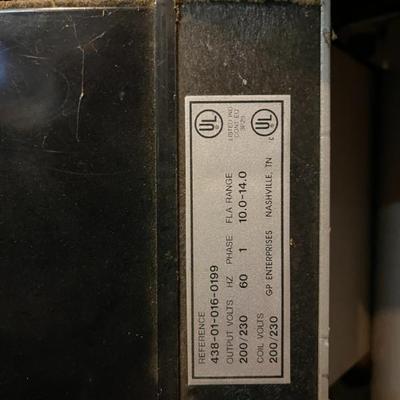 REFERENCE
438-01-016-0199
OUTPUT VOLTS HZ PHASE FLA RANGE
200/230 60 1 10.0-14.0
COIL VOLTS
200/230 GP ENTERPRISES NASHVILLE, TN
UL
LISTED IND.
CONT. EQ.
UL